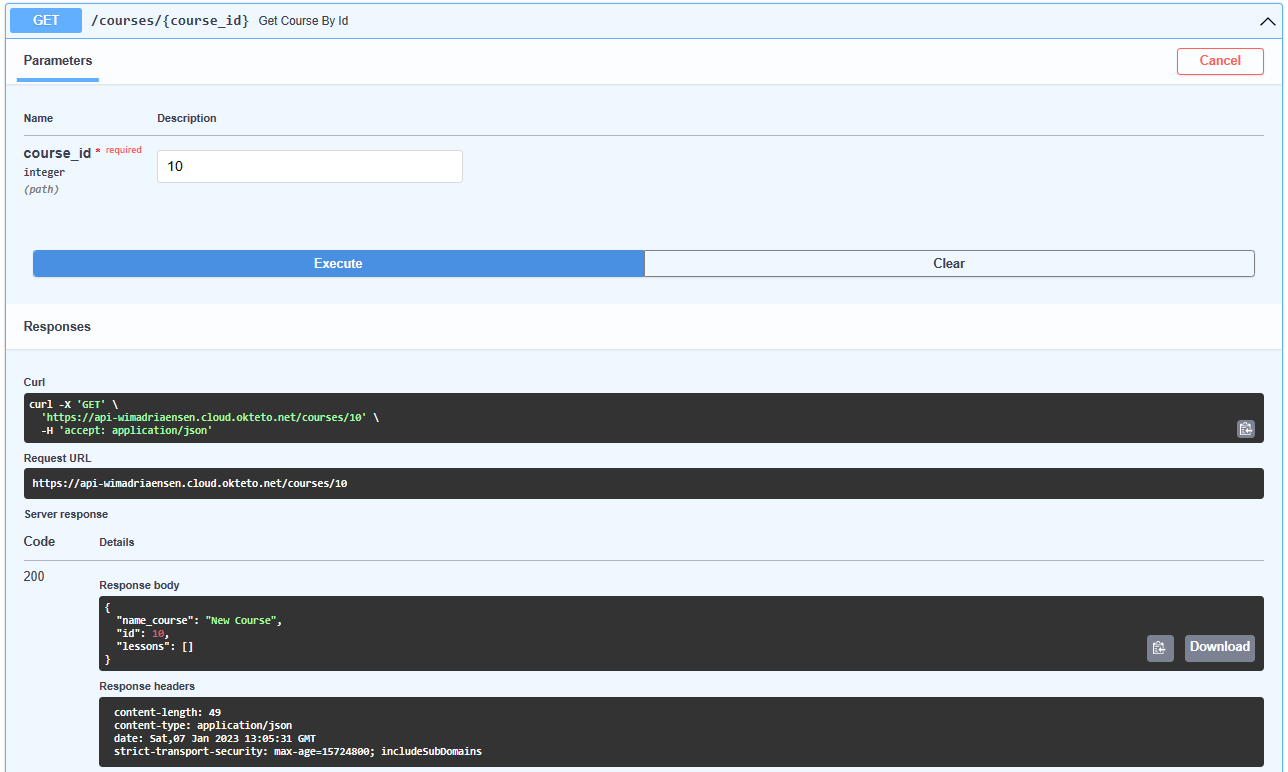 GET /courses/{course_id} Get Course By Id
Parameters
Cancel
Name Description
course_id * required
integer
(path)
10
Execute Clear
Responses
Curl
curl -X 'GET' \
  'https://api-wimadriaensen.cloud.okteto.net/courses/10' \
  -H 'accept: application/json'
Request URL
https://api-wimadriaensen.cloud.okteto.net/courses/10
Server response
Code Details
200
Response body
{
  "name_course": "New Course",
  "id": 10,
  "lessons": []
}
Download
Response headers
content-length: 49
content-type: application/json
date: Sat,07 Jan 2023 13:05:31 GMT
strict-transport-security: max-age=15724800; includeSubDomains